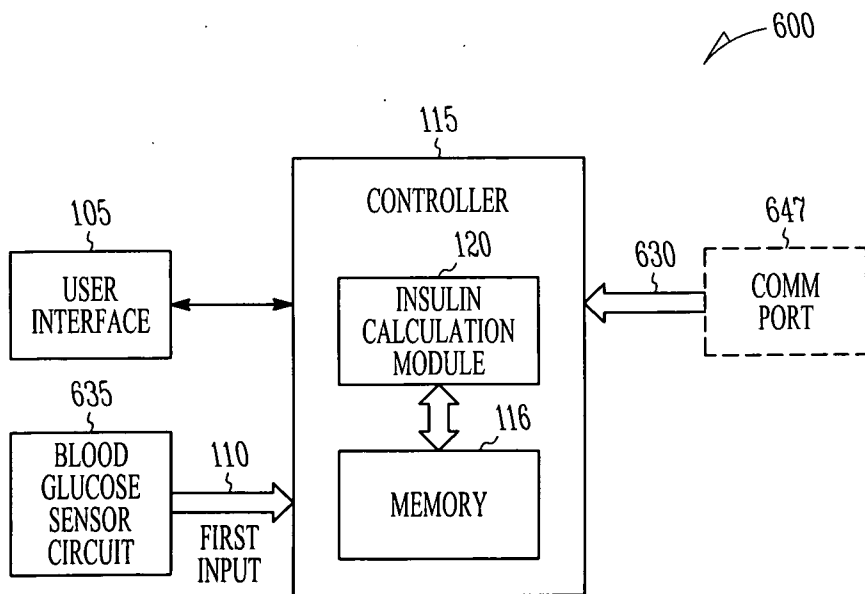 600
115
CONTROLLER
105
USER
INTERFACE
120
INSULIN
CALCULATION
MODULE
647
COMM
PORT
630
635
BLOOD
GLUCOSE
SENSOR
CIRCUIT
110
FIRST
INPUT
116
MEMORY